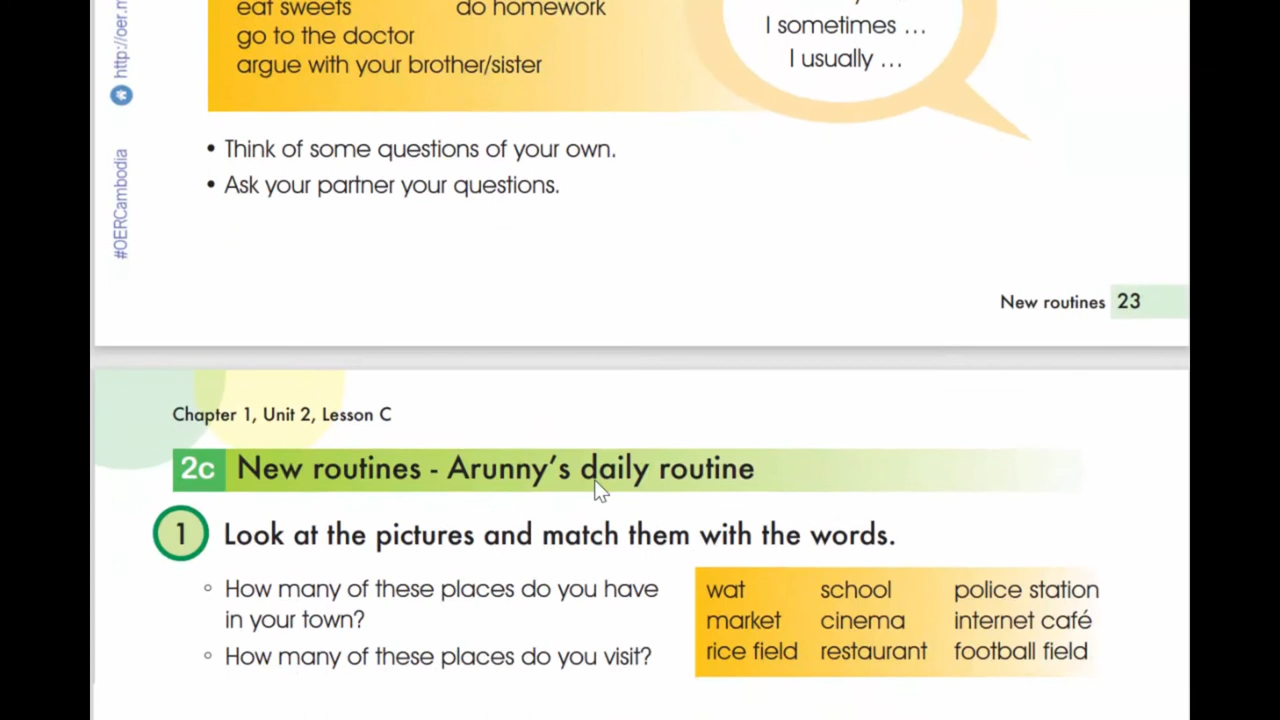 eat sweets do homework
go to the doctor
argue with your brother/sister
I sometimes ...
I usually ...
http://oer.m
#OERCambodia
• Think of some questions of your own.
• Ask your partner your questions.
New routines 23
Chapter 1, Unit 2, Lesson C
2c New routines - Arunny's daily routine
1 Look at the pictures and match them with the words.
◦ How many of these places do you have
in your town?
◦ How many of these places do you visit?
wat school police station
market cinema internet café
rice field restaurant football field